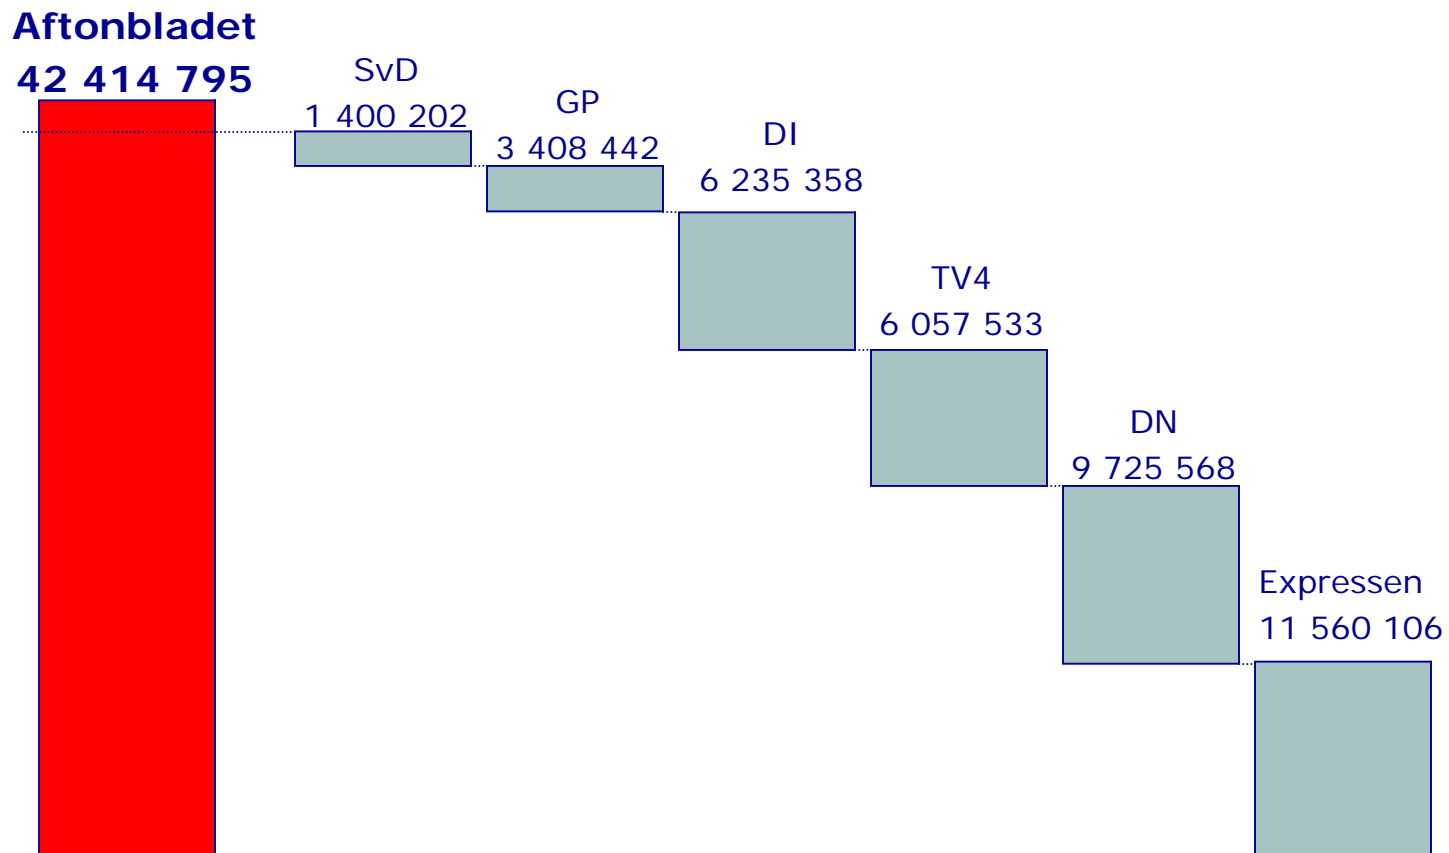 Aftonbladet
42 414 795
SvD
1 400 202
GP
3 408 442
DI
6 235 358
TV4
6 057 533
DN
9 725 568
Expressen
11 560 106